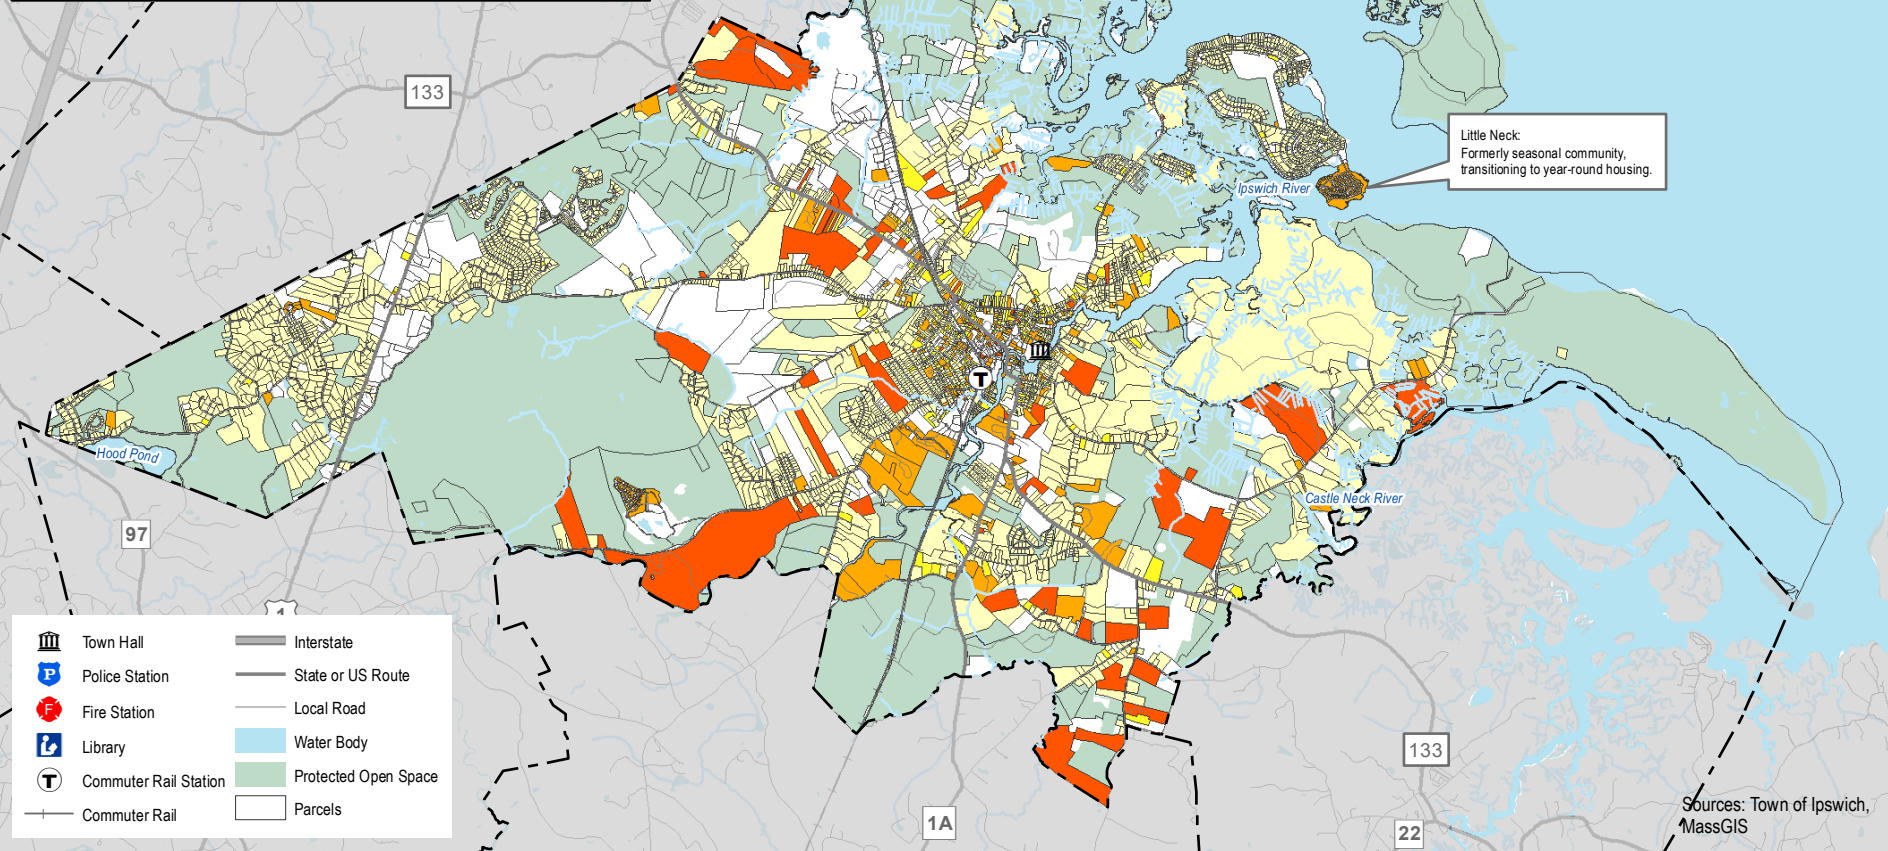 133
Little Neck:
Formerly seasonal community,
transitioning to year-round housing.
Ipswich River
Hood Pond
Castle Neck River
97
1
T
Town Hall
Interstate
P
Police Station
State or US Route
F
Fire Station
Local Road
Library
Water Body
T
Commuter Rail Station
Protected Open Space
Commuter Rail
Parcels
1A
133
22
Sources: Town of Ipswich,
MassGIS